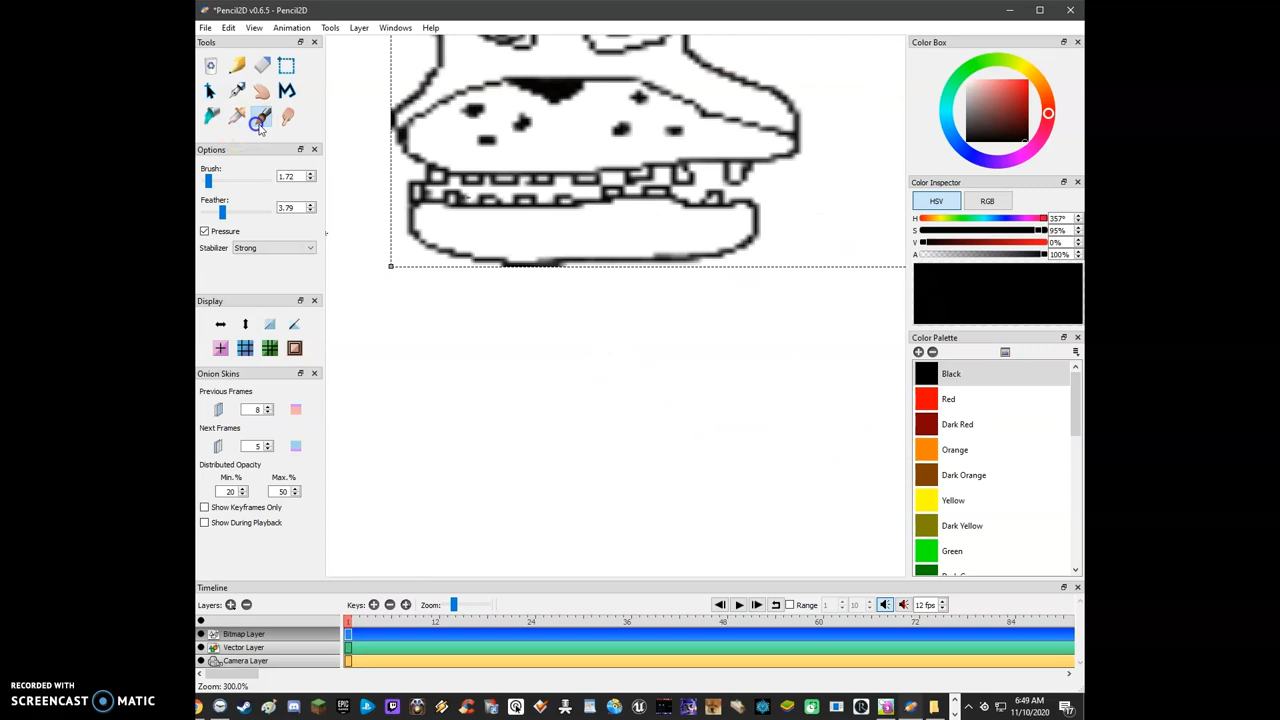 *Pencil2D v0.6.5 - Pencil2D
File Edit View Animation Tools Layer Windows Help
Tools
Options
Brush:
1.72
Feather:
3.79
Pressure
Stabilizer Strong
Display
Onion Skins
Previous Frames
8
Next Frames
5
Distributed Opacity
Min.% Max.%
20 50
Show Keyframes Only
Show During Playback
Color Box
Color Inspector
HSV RGB
H 357°
S 95%
V 0%
A 100%
Color Palette
Black
Red
Dark Red
Orange
Dark Orange
Yellow
Dark Yellow
Green
Timeline
Layers: Keys: Zoom: Range 1 10 12 fps
1 12 24 36 48 60 72 84
Bitmap Layer
Vector Layer
Camera Layer
Zoom: 300.0%
RECORDED WITH
SCREENCAST MATIC
6:49 AM
11/10/2020
17